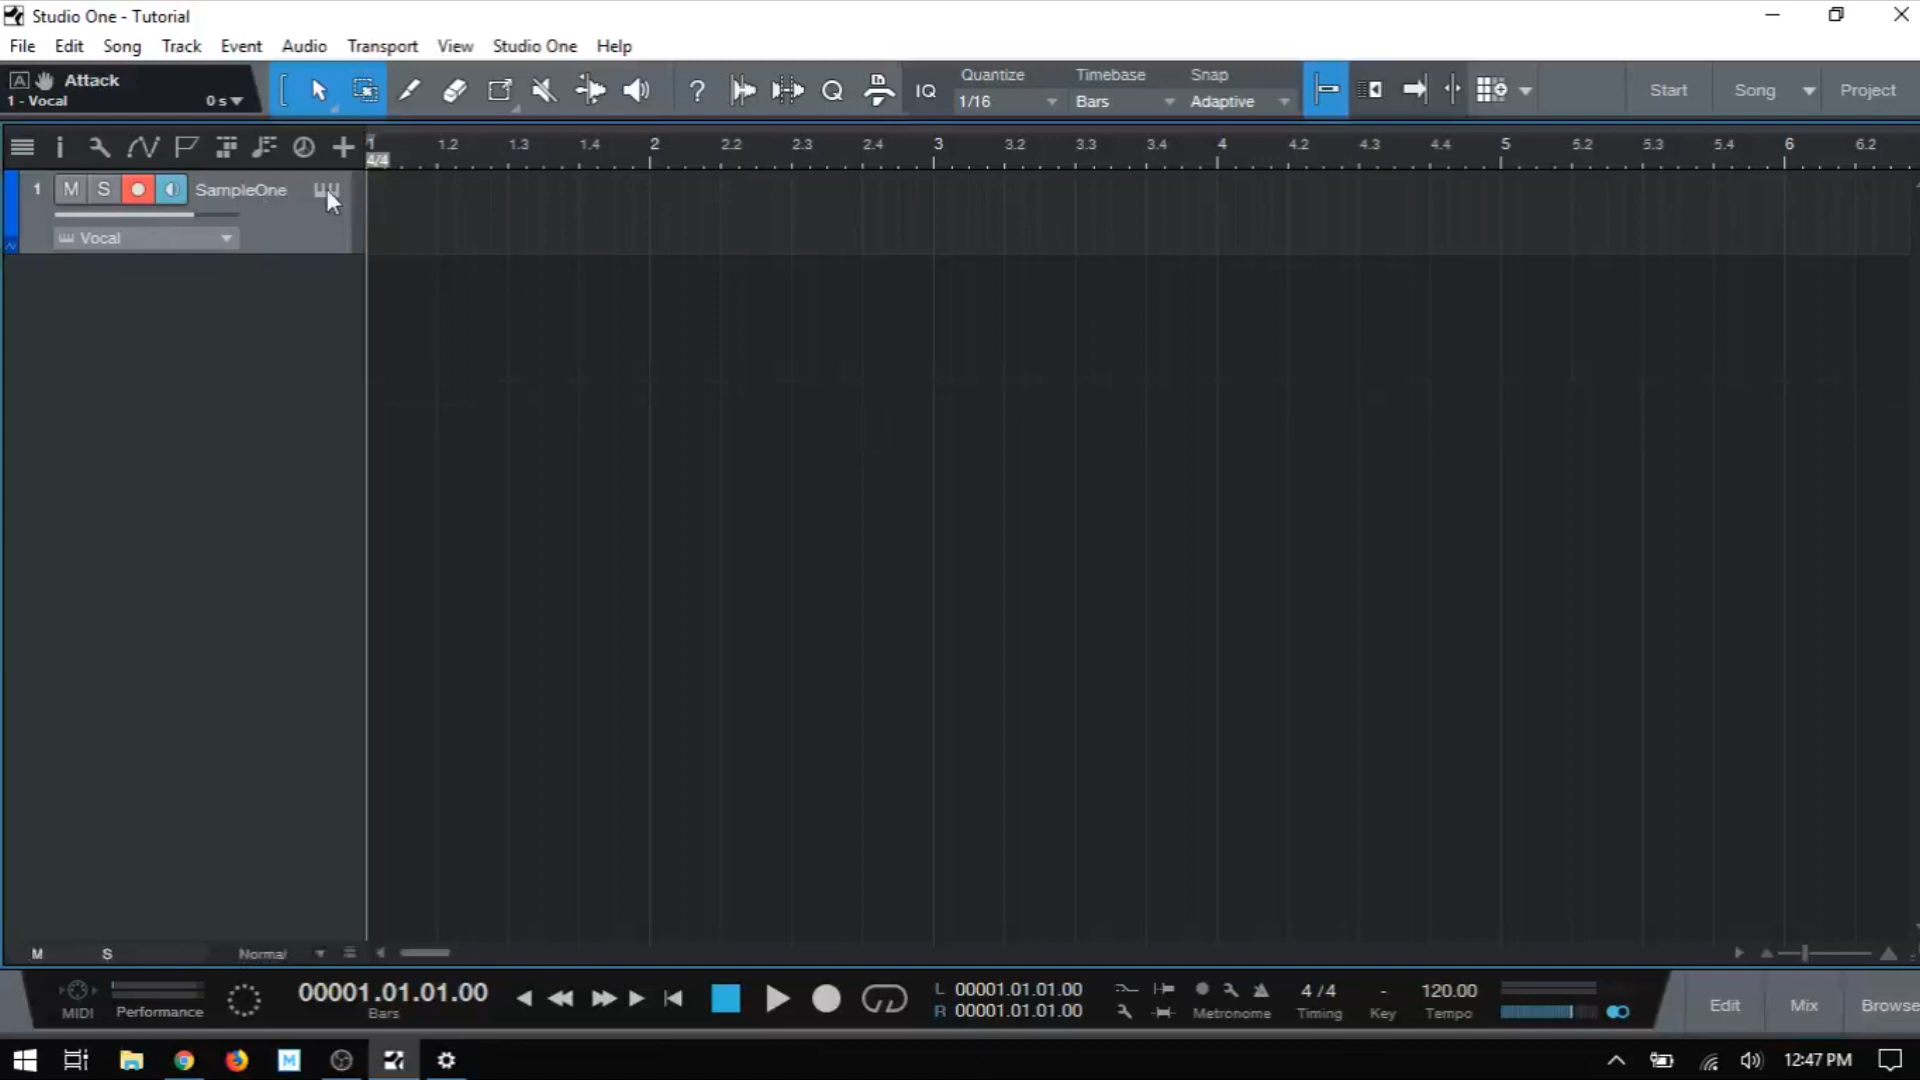 Studio One - Tutorial
File Edit Song Track Event Audio Transport View Studio One Help
A Attack
1 - Vocal 0 s
? Q IQ
Quantize Timebase Snap
1/16 Bars Adaptive
Start Song Project
1 1.2 1.3 1.4 2 2.2 2.3 2.4 3 3.2 3.3 3.4 4 4.2 4.3 4.4 5 5.2 5.3 5.4 6 6.2
4/4
1 M S SampleOne
Vocal
M S Normal
MIDI Performance
00001.01.01.00
Bars
L 00001.01.01.00
R 00001.01.01.00
Metronome
4 / 4
Timing
-
Key
120.00
Tempo
Edit Mix Browse
M 12:47 PM